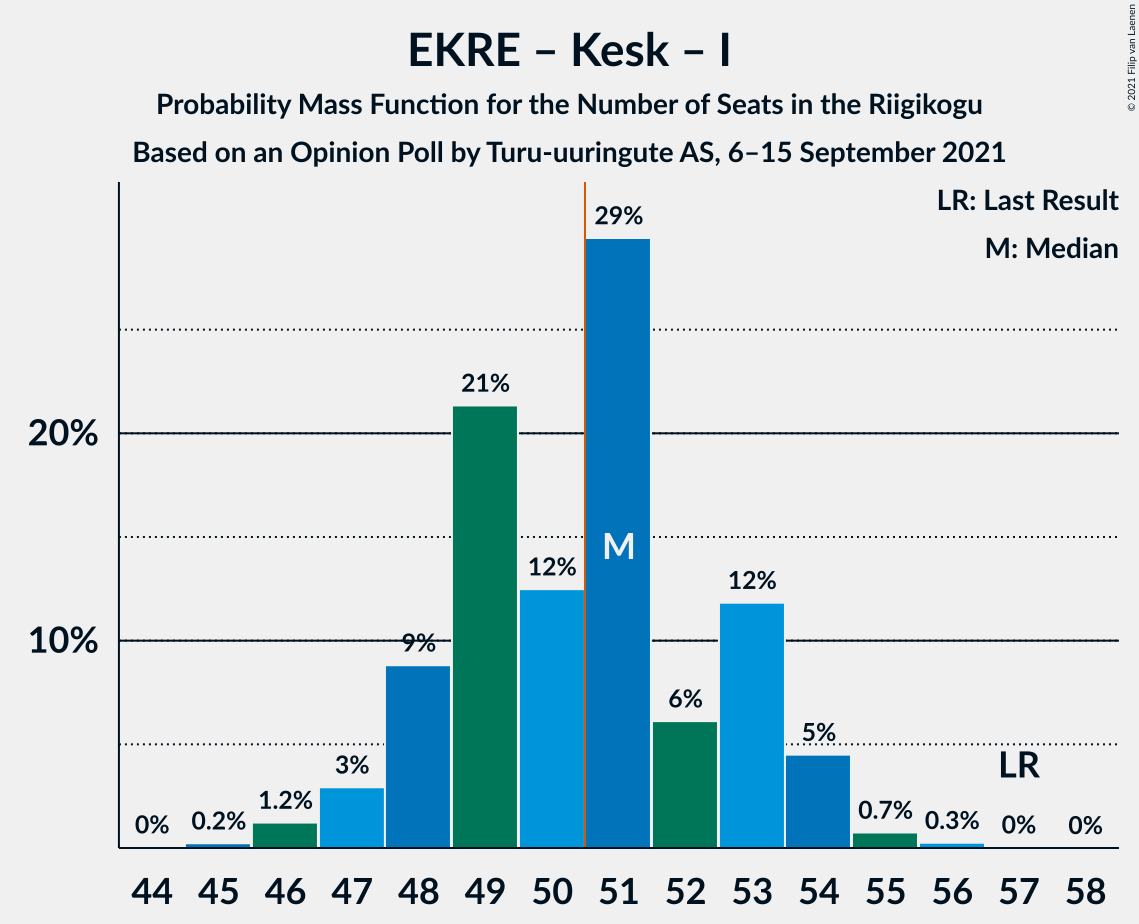 EKRE – Kesk – I
Probability Mass Function for the Number of Seats in the Riigikogu
Based on an Opinion Poll by Turu-uuringute AS, 6–15 September 2021
© 2021 Filip van Laenen
LR: Last Result
M: Median
20%
10%
0%
0.2%
1.2%
3%
9%
21%
12%
29%
M
6%
12%
5%
0.7%
0.3%
LR
0%
0%
44 45 46 47 48 49 50 51 52 53 54 55 56 57 58